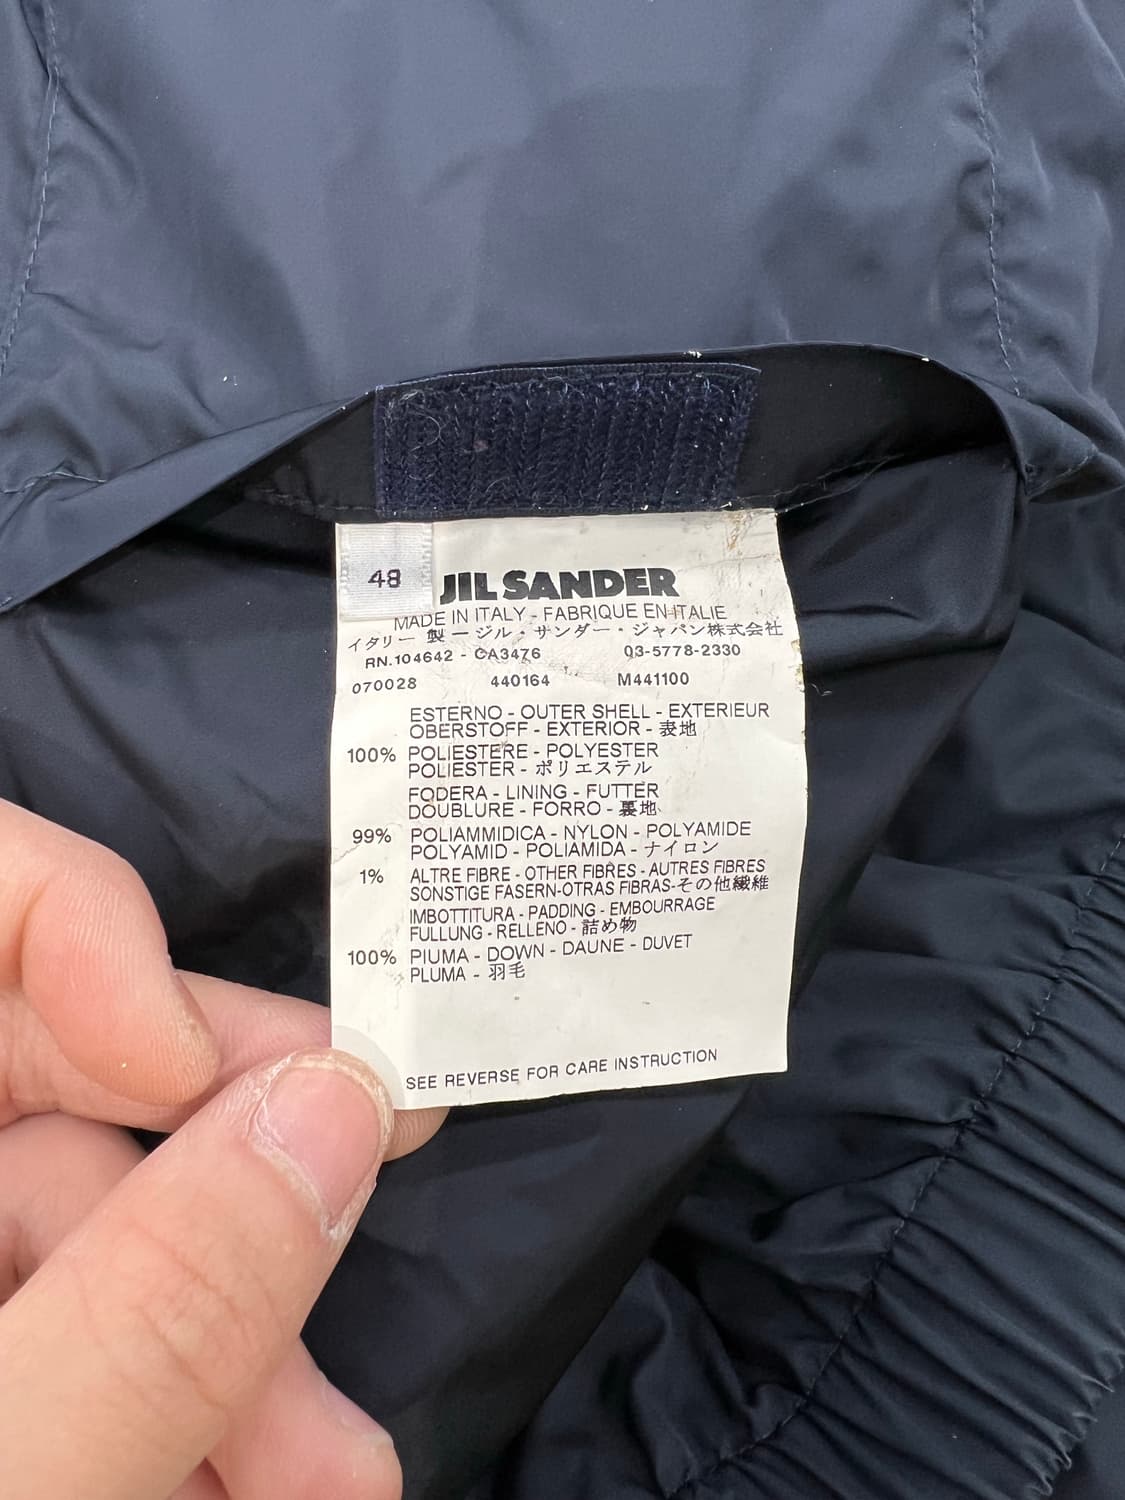 48
JIL SANDER
MADE IN ITALY - FABRIQUE EN ITALIE
イタリー 製 ー ジル・サンダー・ジャパン株式会社
RN.104642 - CA3476 03-5778-2330
070028 440164 M441100
ESTERNO - OUTER SHELL - EXTERIEUR
OBERSTOFF - EXTERIOR - 表地
100% POLIESTERE - POLYESTER
POLIESTER - ポリエステル
FODERA - LINING - FUTTER
DOUBLURE - FORRO - 裏地
99% POLIAMMIDICA - NYLON - POLYAMIDE
POLYAMID - POLIAMIDA - ナイロン
1% ALTRE FIBRE - OTHER FIBRES - AUTRES FIBRES
SONSTIGE FASERN-OTRAS FIBRAS-その他繊維
IMBOTTITURA - PADDING - EMBOURRAGE
FULLUNG - RELLENO - 詰め物
100% PIUMA - DOWN - DAUNE - DUVET
PLUMA - 羽毛
SEE REVERSE FOR CARE INSTRUCTION